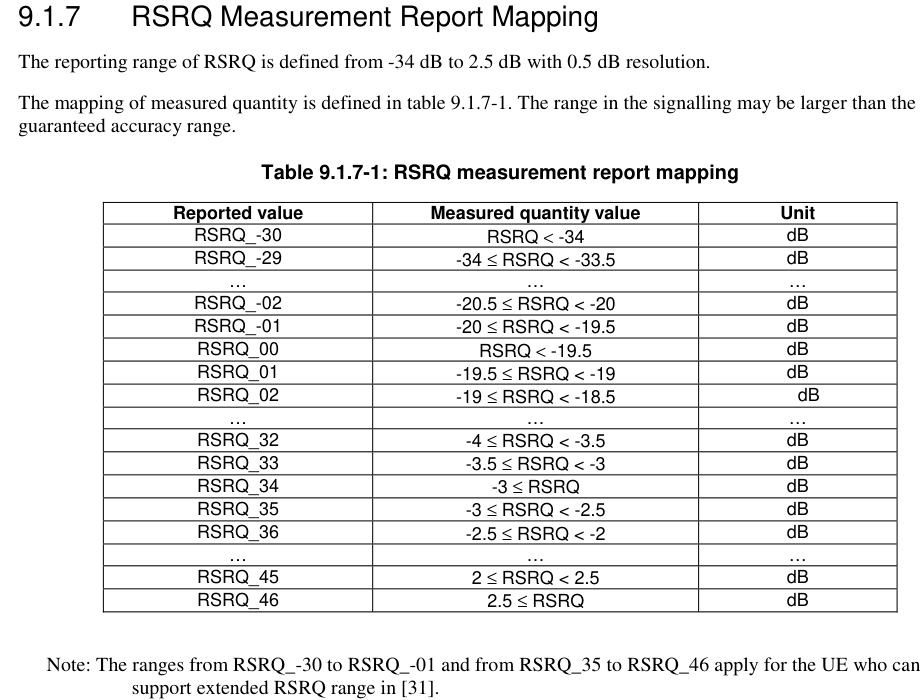 9.1.7 RSRQ Measurement Report Mapping
The reporting range of RSRQ is defined from -34 dB to 2.5 dB with 0.5 dB resolution.
The mapping of measured quantity is defined in table 9.1.7-1. The range in the signalling may be larger than the
guaranteed accuracy range.
Table 9.1.7-1: RSRQ measurement report mapping
Reported value Measured quantity value Unit
RSRQ_-30 RSRQ < -34 dB
RSRQ_-29 -34 ≤ RSRQ < -33.5 dB
… … …
RSRQ_-02 -20.5 ≤ RSRQ < -20 dB
RSRQ_-01 -20 ≤ RSRQ < -19.5 dB
RSRQ_00 RSRQ < -19.5 dB
RSRQ_01 -19.5 ≤ RSRQ < -19 dB
RSRQ_02 -19 ≤ RSRQ < -18.5 dB
… … …
RSRQ_32 -4 ≤ RSRQ < -3.5 dB
RSRQ_33 -3.5 ≤ RSRQ < -3 dB
RSRQ_34 -3 ≤ RSRQ dB
RSRQ_35 -3 ≤ RSRQ < -2.5 dB
RSRQ_36 -2.5 ≤ RSRQ < -2 dB
… … …
RSRQ_45 2 ≤ RSRQ < 2.5 dB
RSRQ_46 2.5 ≤ RSRQ dB
Note: The ranges from RSRQ_-30 to RSRQ_-01 and from RSRQ_35 to RSRQ_46 apply for the UE who can
support extended RSRQ range in [31].